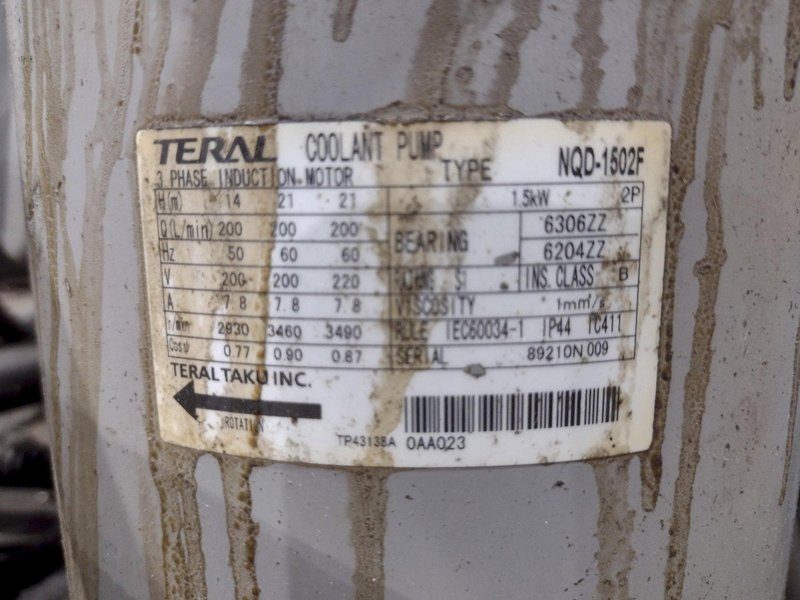 TERAL COOLANT PUMP TYPE NQD-1502F
3 PHASE INDUCTION MOTOR
H(m) 14 21 21 1.5kW 2P
Q(L/min) 200 200 200 BEARING 6306ZZ
Hz 50 60 60 6204ZZ
V 200 200 220 INS.CLASS B
A 7.8 7.8 7.8 VISCOSITY 1mm²/s
r/min 2930 3460 3490 RULE IEC60034-1 IP44 IC411
Cosφ 0.77 0.90 0.87 SERIAL 89210N009
TERALTAKU INC.
ROTATION
TP43138A 0AA023